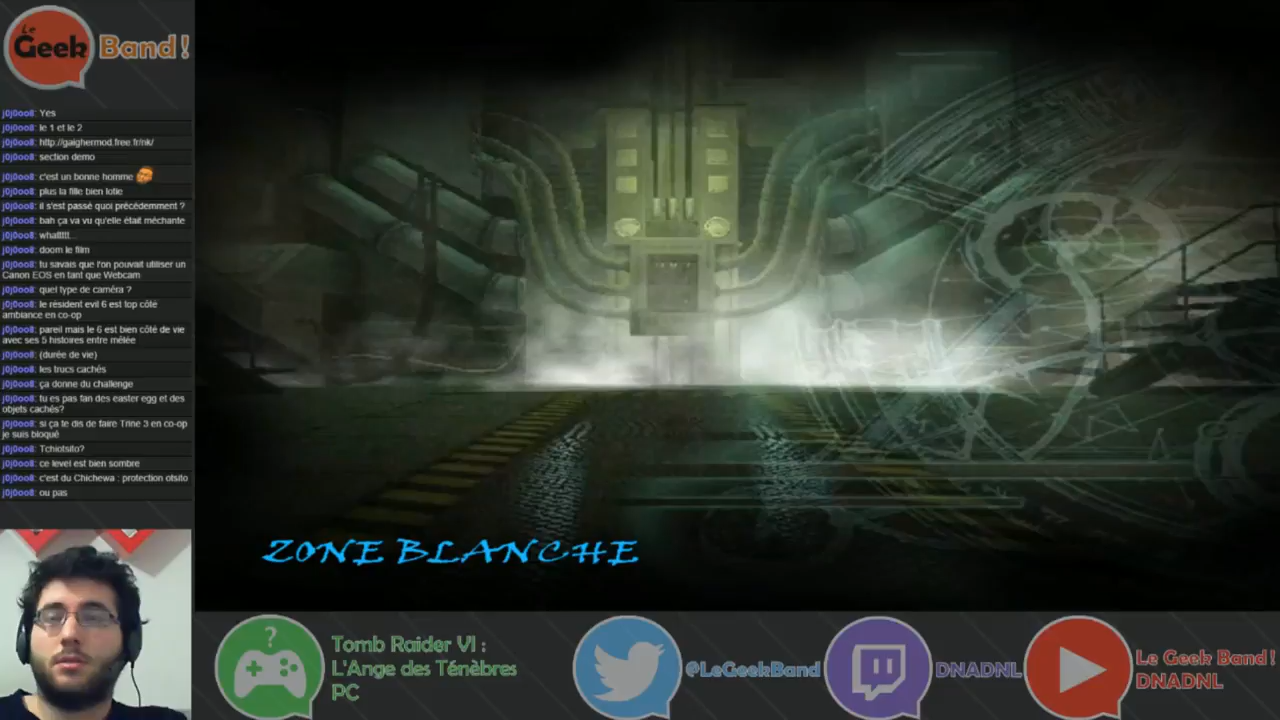 Le
Geek Band !
j0j0oo8: Yes
j0j0oo8: le 1 et le 2
j0j0oo8: http://gaighermod.free.fr/nk/
j0j0oo8: section demo
j0j0oo8: c'est un bonne homme
j0j0oo8: plus la fille bien lotie
j0j0oo8: il s'est passé quoi précédemment ?
j0j0oo8: bah ça va vu qu'elle était méchante
j0j0oo8: whatttt...
j0j0oo8: doom le film
j0j0oo8: tu savais que l'on pouvait utiliser un
Canon EOS en tant que Webcam
j0j0oo8: quel type de caméra ?
j0j0oo8: le résident evil 6 est top côté
ambiance en co-op
j0j0oo8: pareil mais le 6 est bien côté de vie
avec ses 5 histoires entre mêlée
j0j0oo8: (durée de vie)
j0j0oo8: les trucs cachés
j0j0oo8: ça donne du challenge
j0j0oo8: tu es pas fan des easter egg et des
objets cachés?
j0j0oo8: si ça te dis de faire Trine 3 en co-op
je suis bloqué
j0j0oo8: Tchiotsito?
j0j0oo8: ce level est bien sombre
j0j0oo8: c'est du Chichewa : protection otsito
j0j0oo8: ou pas
ZONE BLANCHE
?
Tomb Raider VI :
L'Ange des Ténèbres
PC
@LeGeekBand
DNADNL
Le Geek Band !
DNADNL